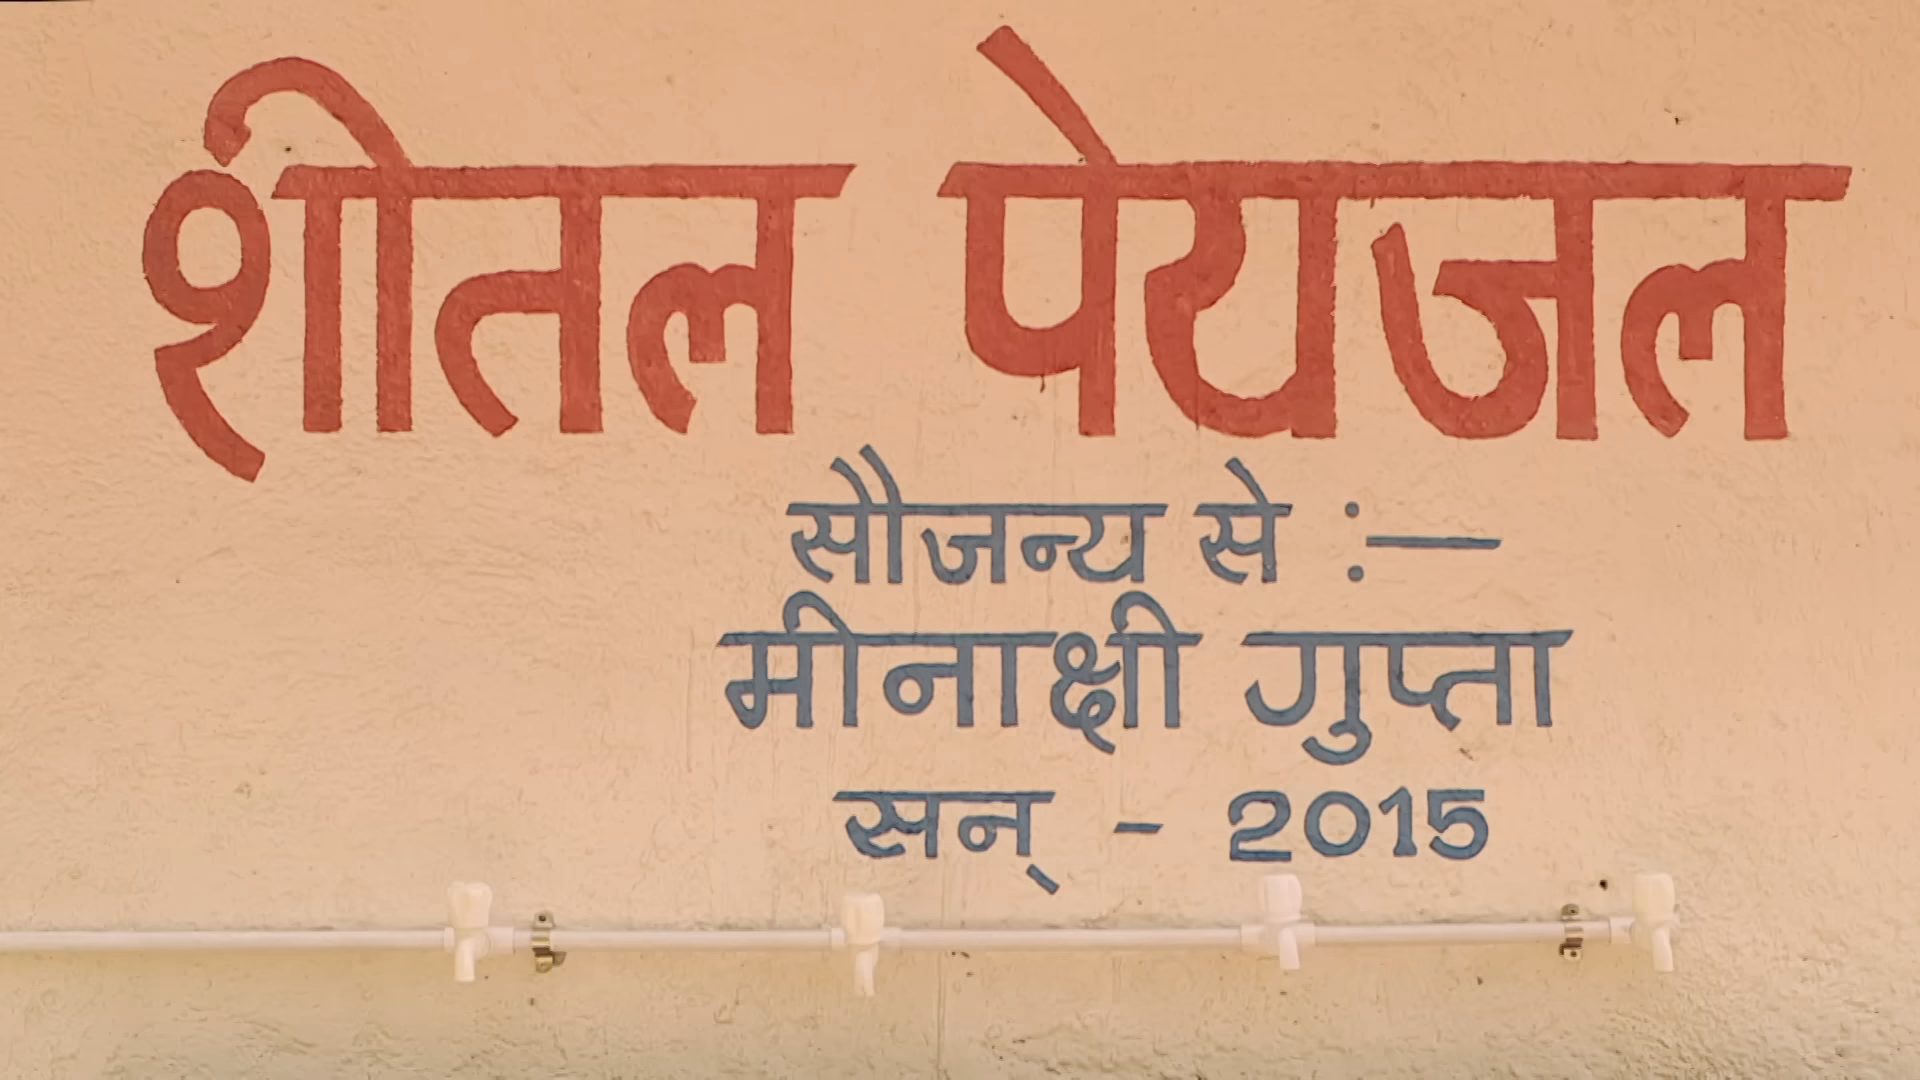 शीतल पेयजल
सौजन्य से :—
मीनाक्षी गुप्ता
सन् - 2015